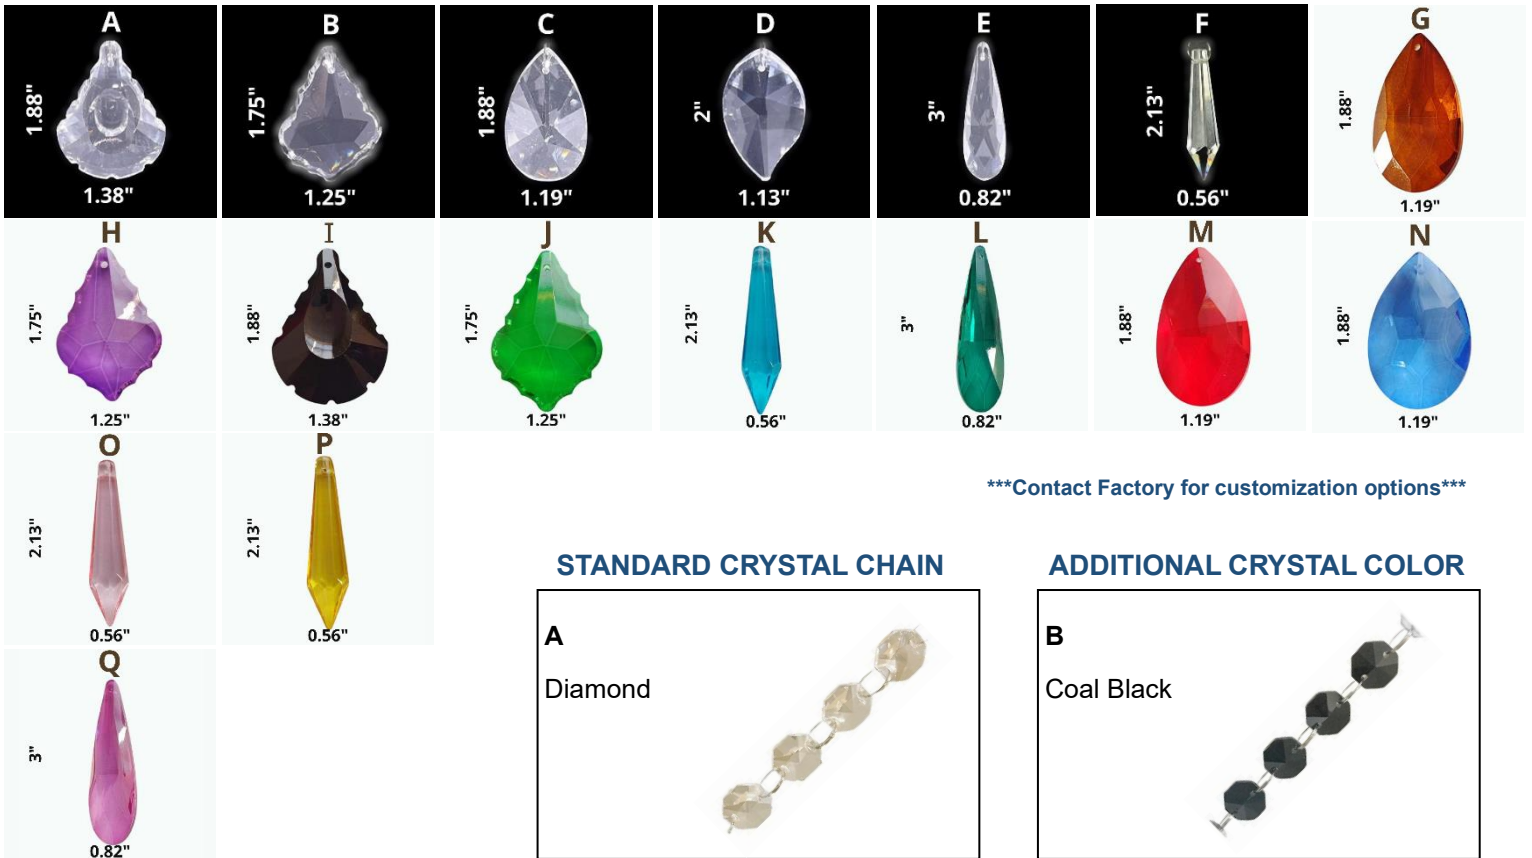 A
1.88"
1.38"
B
1.75"
1.25"
C
1.88"
1.19"
D
2"
1.13"
E
3"
0.82"
F
2.13"
0.56"
G
1.88"
1.19"
H
1.75"
1.25"
I
1.88"
1.38"
J
1.75"
1.25"
K
2.13"
0.56"
L
3"
0.82"
M
1.88"
1.19"
N
1.88"
1.19"
O
2.13"
0.56"
P
2.13"
0.56"
***Contact Factory for customization options***
Q
3"
0.82"
STANDARD CRYSTAL CHAIN
A
Diamond
ADDITIONAL CRYSTAL COLOR
B
Coal Black